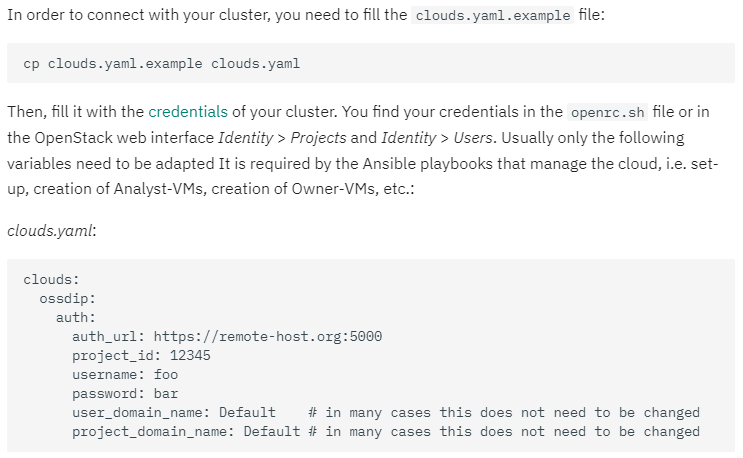 In order to connect with your cluster, you need to fill the clouds.yaml.example file:
cp clouds.yaml.example clouds.yaml
Then, fill it with the credentials of your cluster. You find your credentials in the openrc.sh file or in
the OpenStack web interface Identity > Projects and Identity > Users. Usually only the following
variables need to be adapted It is required by the Ansible playbooks that manage the cloud, i.e. set-
up, creation of Analyst-VMs, creation of Owner-VMs, etc.:
clouds.yaml:
clouds:
  ossdip:
    auth:
      auth_url: https://remote-host.org:5000
      project_id: 12345
      username: foo
      password: bar
      user_domain_name: Default    # in many cases this does not need to be changed
      project_domain_name: Default # in many cases this does not need to be changed